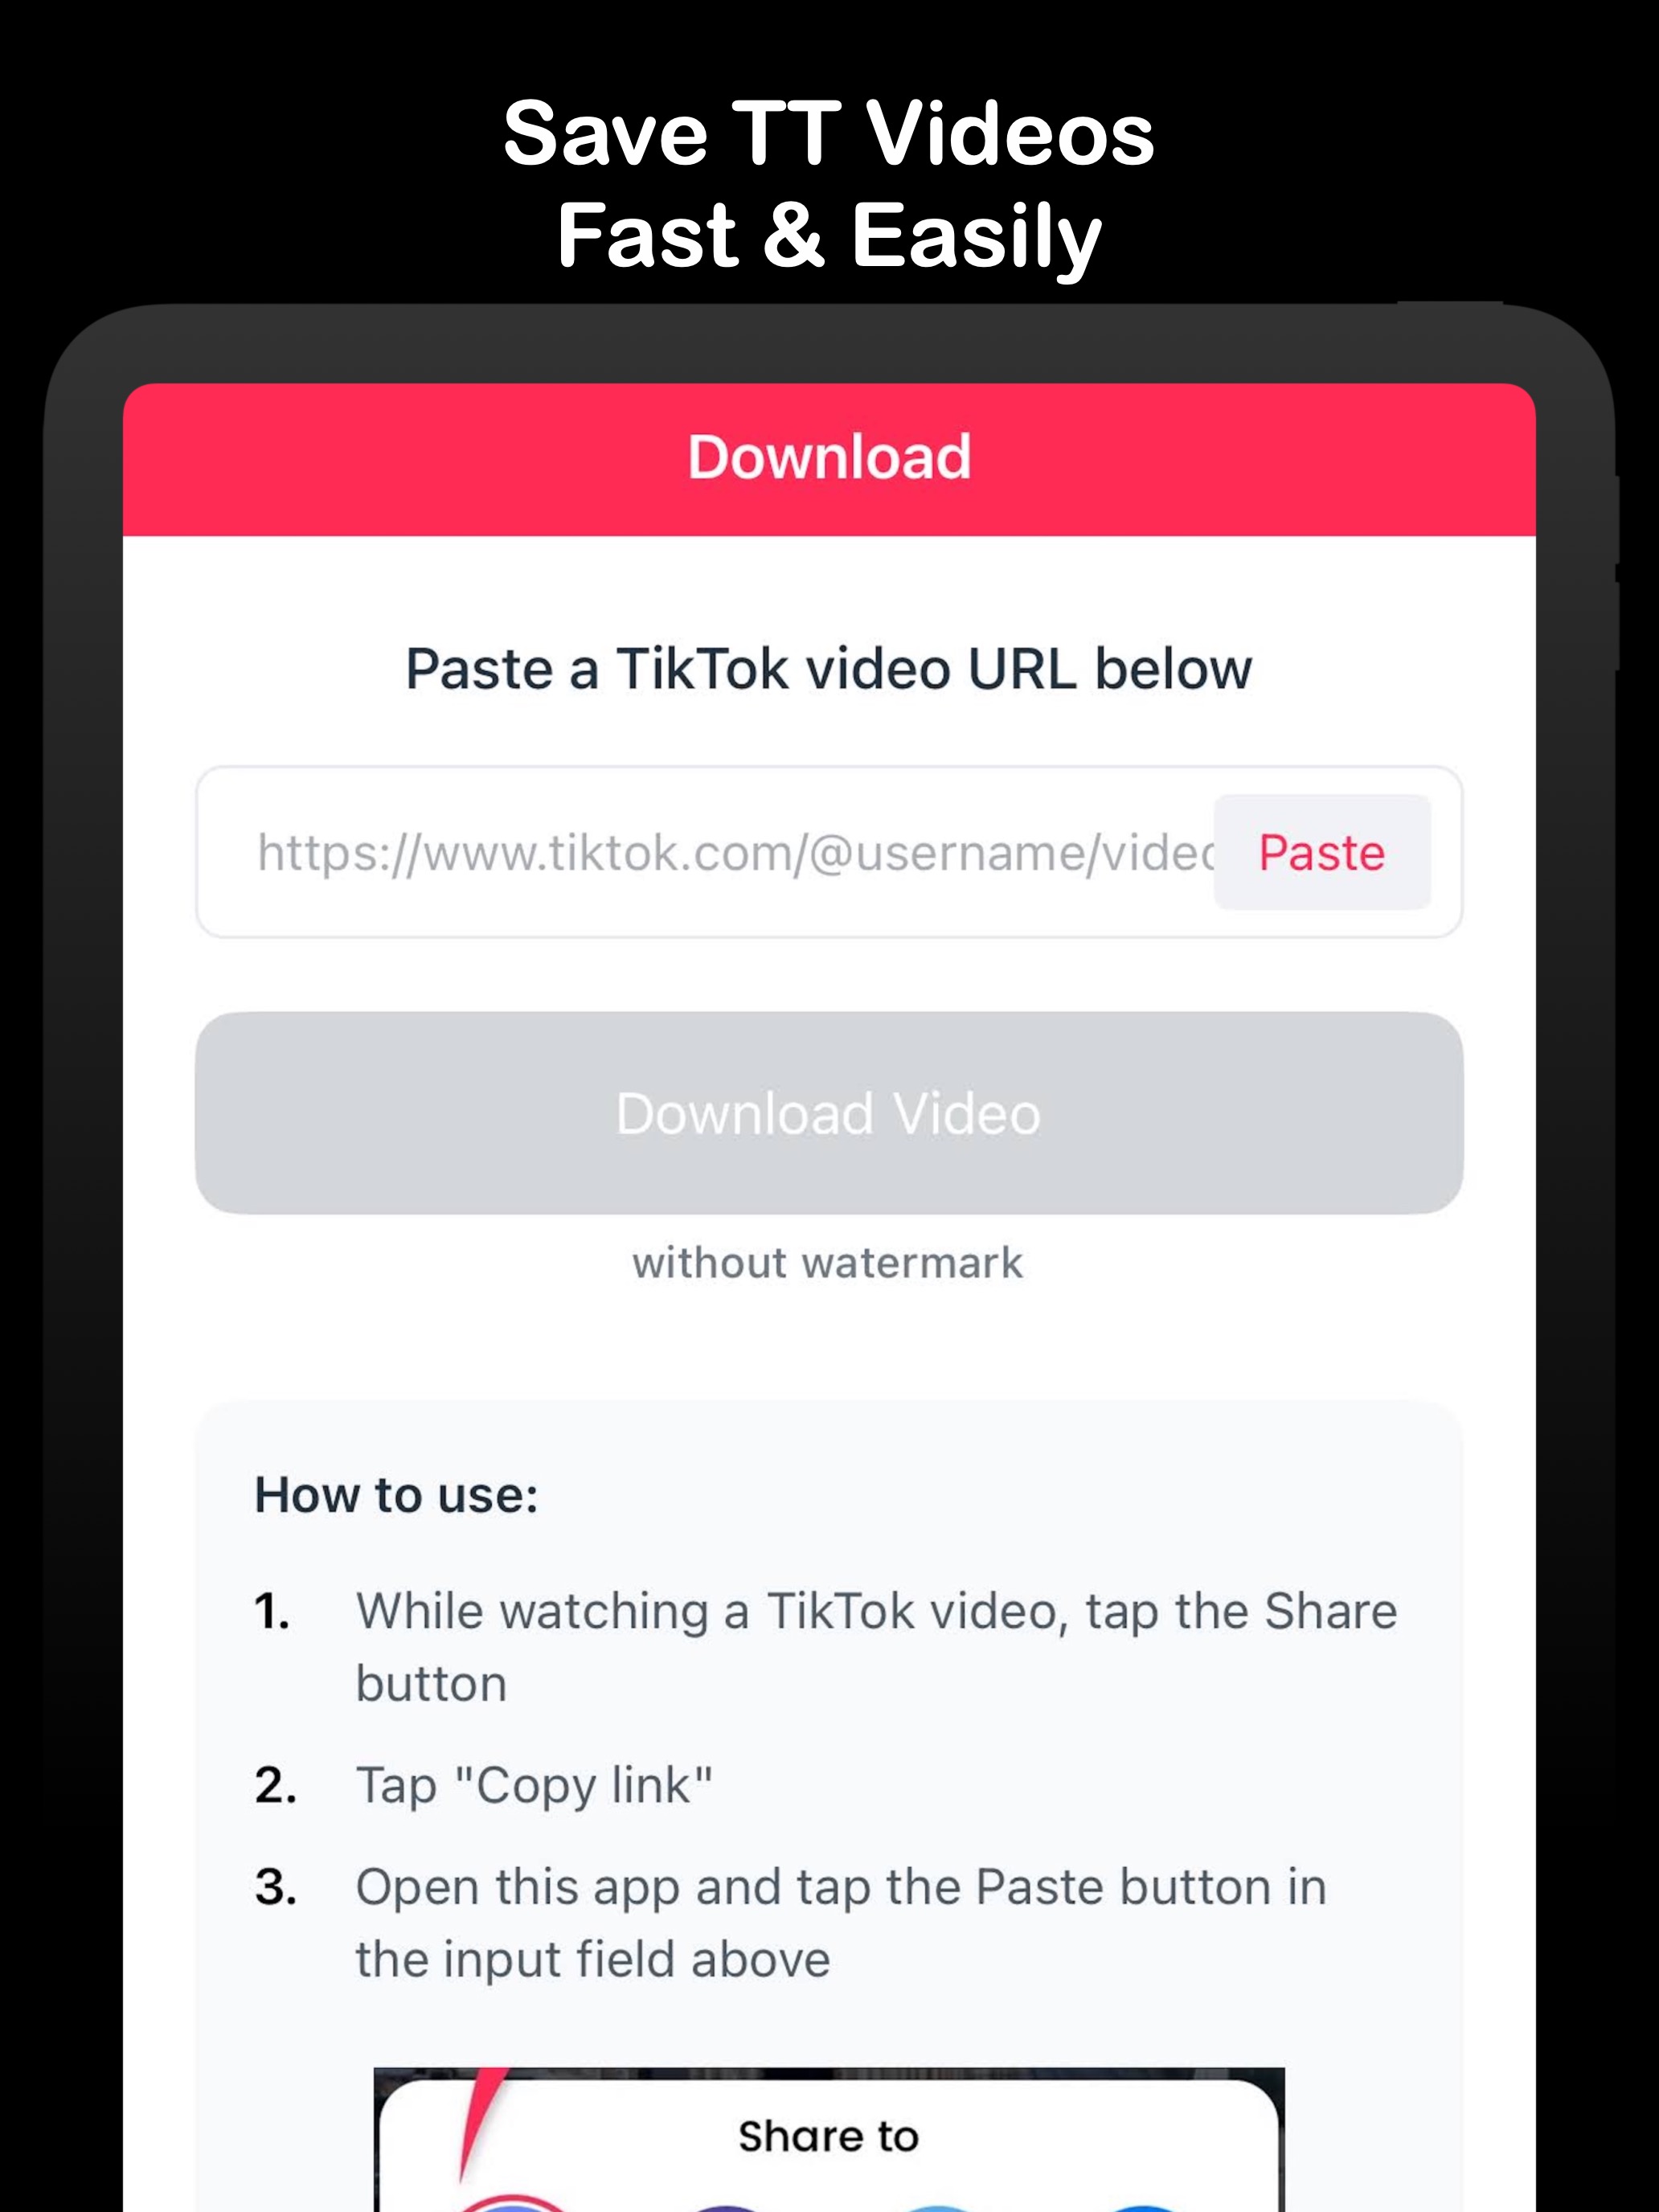 Save TT Videos
Fast & Easily
Download
Paste a TikTok video URL below
https://www.tiktok.com/@username/video
Paste
Download Video
without watermark
How to use:
1. While watching a TikTok video, tap the Share
button
2. Tap "Copy link"
3. Open this app and tap the Paste button in
the input field above
Share to